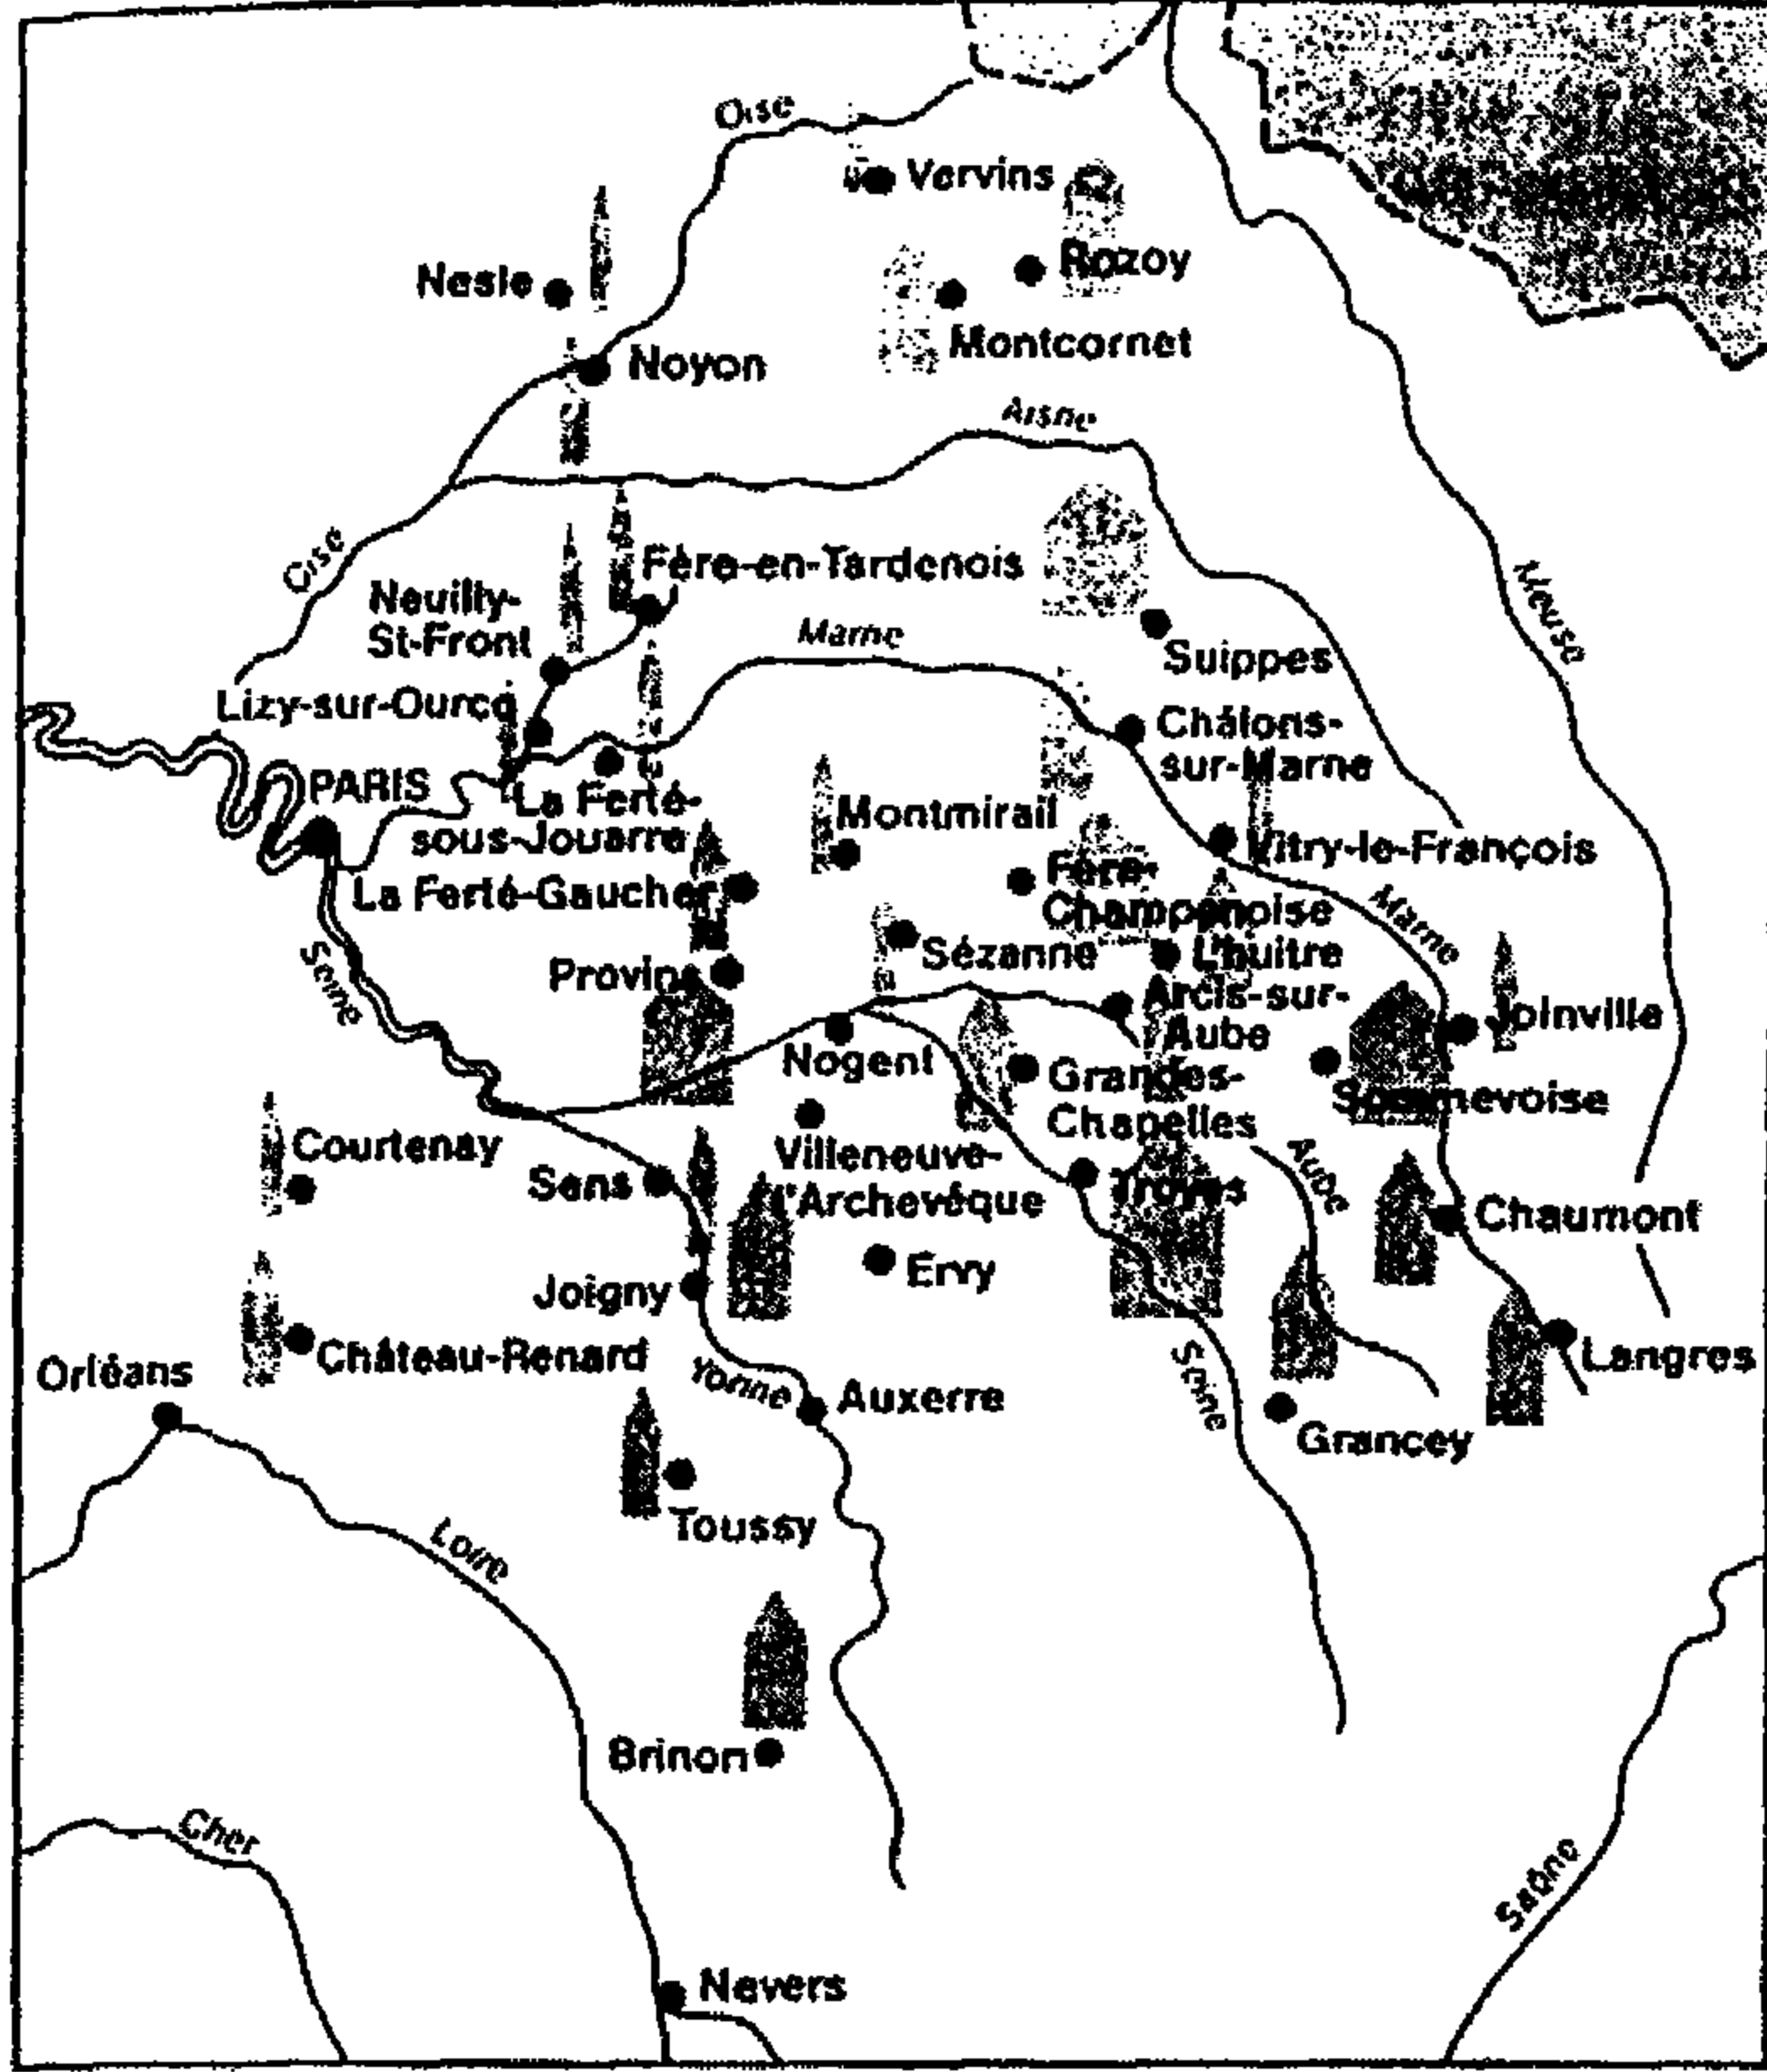 Oise
Vervins
Rozoy
Nesle
Montcornet
Noyon
Aisne
Oise
Fère-en-Tardenois
Neuilly-
St-Front
Marne
Meuse
Suippes
Lizy-sur-Ourcq
Châlons-
sur-Marne
PARIS
La Ferté-
sous-Jouarre
Montmirail
Vitry-le-François
La Ferté-Gaucher
Fère-
Champenoise
Marne
Sézanne
L'huitre
Seine
Provins
Arcis-sur-
Aube
Joinville
Nogent
Grandes-
Chapelles
Sommevoise
Courtenay
Sens
Villeneuve-
l'Archevêque
Troyes
Aube
Chaumont
Joigny
Ervy
Château-Renard
Orléans
Yonne
Auxerre
Seine
Langres
Grancey
Toussy
Loire
Brinon
Cher
Saône
Nevers